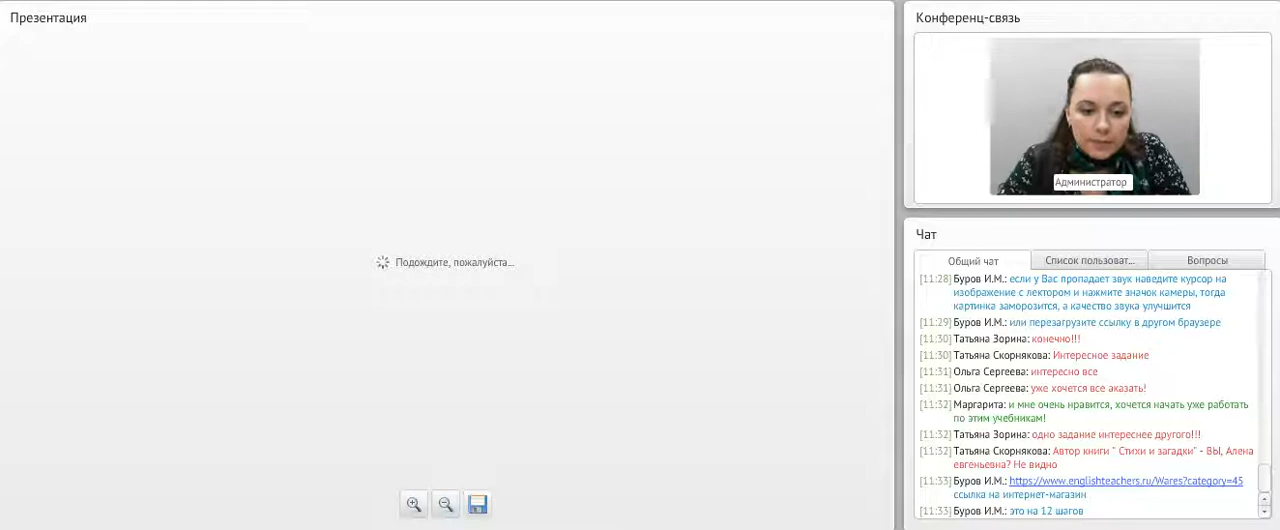 Презентация
Подождите, пожалуйста...
Конференц-связь
Администратор
Чат
Общий чат
Список пользоват...
Вопросы
[11:28] Буров И.М.: если у Вас пропадает звук наведите курсор на
изображение с лектором и нажмите значок камеры, тогда
картинка заморозится, а качество звука улучшится
[11:29] Буров И.М.: или перезагрузите ссылку в другом браузере
[11:30] Татьяна Зорина: конечно!!!
[11:30] Татьяна Скорнякова: Интересное задание
[11:31] Ольга Сергеева: интересно все
[11:31] Ольга Сергеева: уже хочется все аказать!
[11:32] Маргарита: и мне очень нравится, хочется начать уже работать
по этим учебникам!
[11:32] Татьяна Зорина: одно задание интереснее другого!!!
[11:32] Татьяна Скорнякова: Автор книги " Стихи и загадки" - ВЫ, Алена
евгеньевна? Не видно
[11:33] Буров И.М.: https://www.englishteachers.ru/Wares?category=45
ссылка на интернет-магазин
[11:33] Буров И.М.: это на 12 шагов